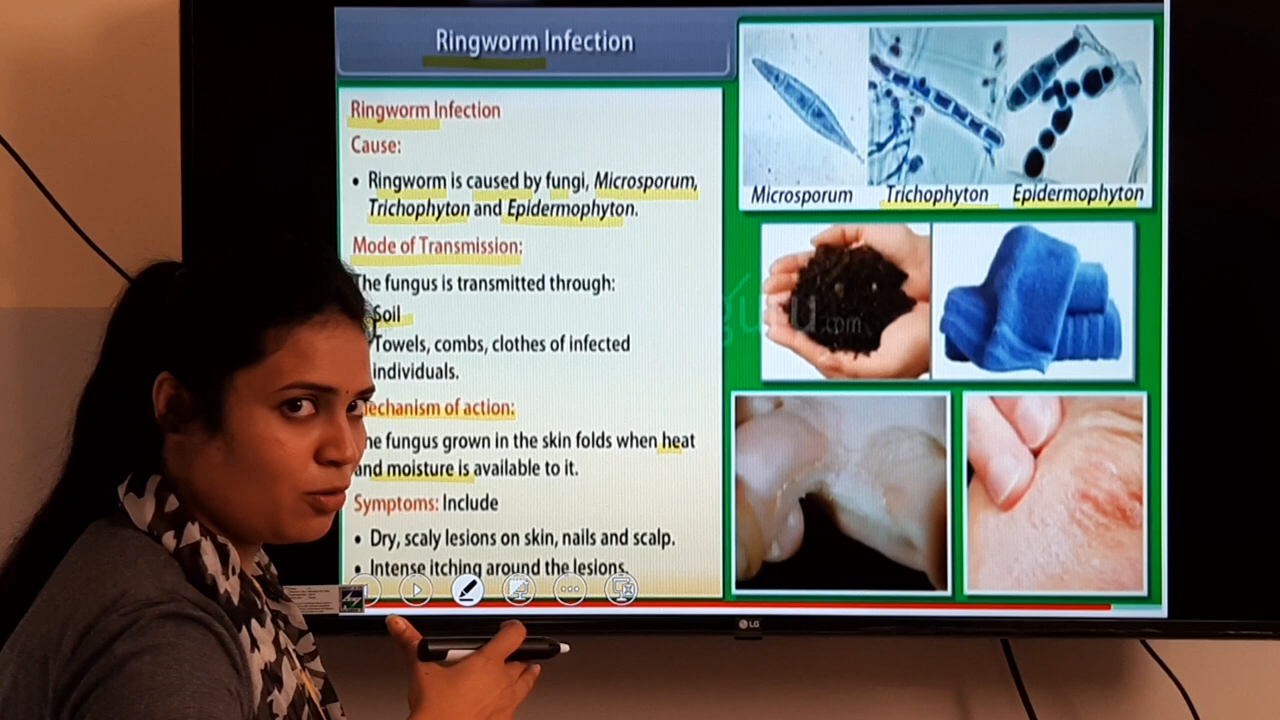 Ringworm Infection
Ringworm Infection
Cause:
• Ringworm is caused by fungi, Microsporum,
Trichophyton and Epidermophyton.
Mode of Transmission:
The fungus is transmitted through:
Soil
Towels, combs, clothes of infected
individuals.
echanism of action:
he fungus grown in the skin folds when heat
and moisture is available to it.
Symptoms: Include
• Dry, scaly lesions on skin, nails and scalp.
• Intense itching around the lesions.
Microsporum
Trichophyton
Epidermophyton
guru
.com
LG